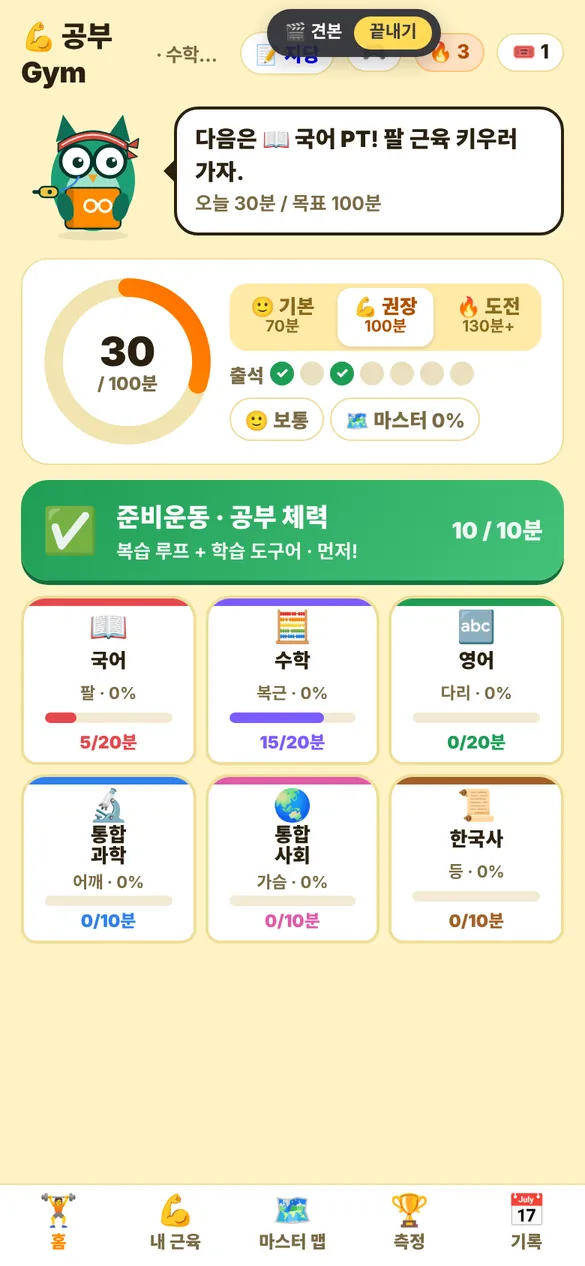 💪 공부
Gym
· 수학...
🎬 견본 끝내기
🔥 3
🎟️ 1
다음은 📖 국어 PT! 팔 근육 키우러
가자.
오늘 30분 / 목표 100분
30
/ 100분
🙂 기본
70분
💪 권장
100분
🔥 도전
130분+
출석
🙂 보통
🗺️ 마스터 0%
준비운동 · 공부 체력
복습 루프 + 학습 도구어 · 먼저!
10 / 10분
국어
팔 · 0%
5/20분
수학
복근 · 0%
15/20분
abc
영어
다리 · 0%
0/20분
통합
과학
어깨 · 0%
0/10분
통합
사회
가슴 · 0%
0/10분
한국사
등 · 0%
0/10분
홈
내 근육
마스터 맵
측정
July
17
기록